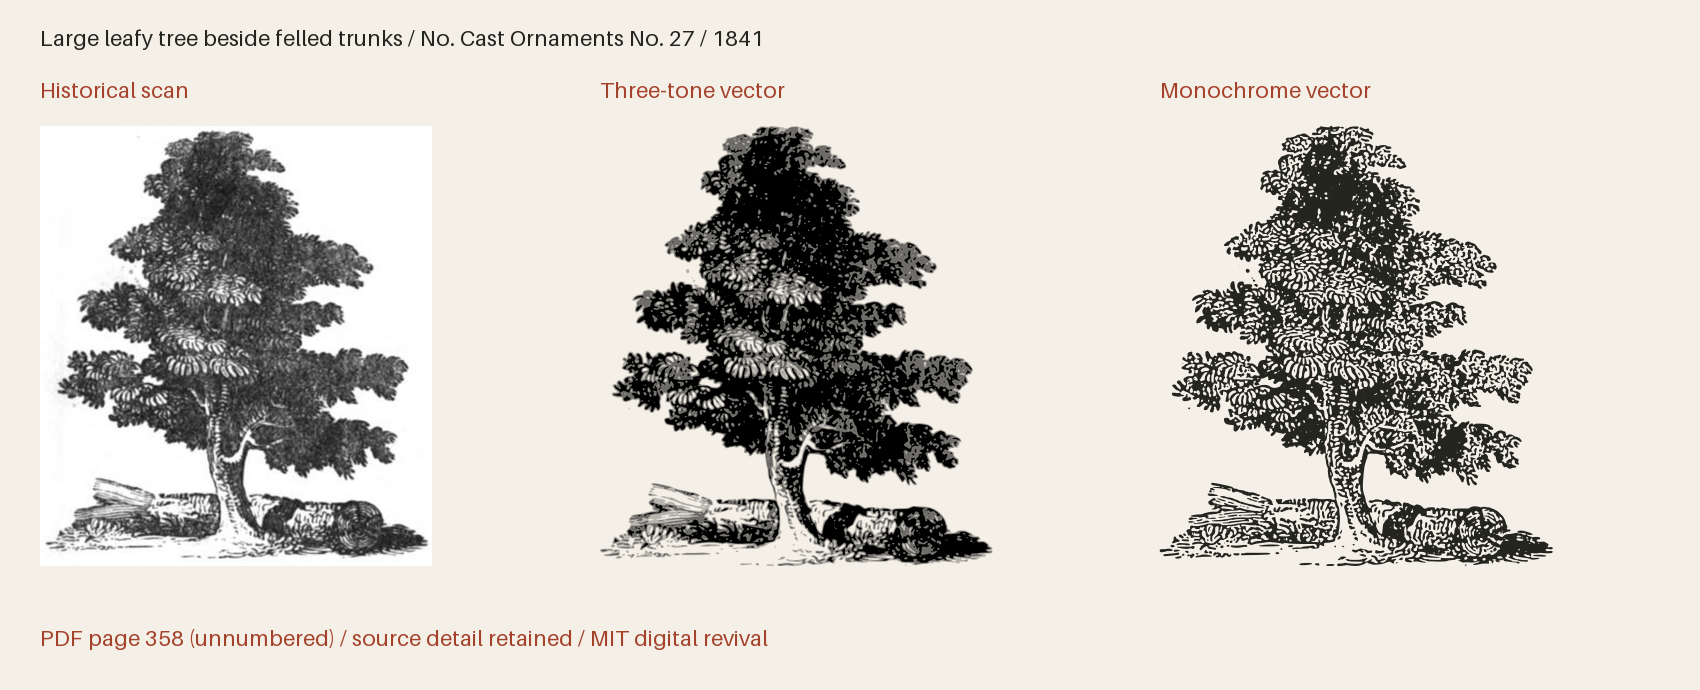 Large leafy tree beside felled trunks / No. Cast Ornaments No. 27 / 1841
Historical scan
Three-tone vector
Monochrome vector
PDF page 358 (unnumbered) / source detail retained / MIT digital revival